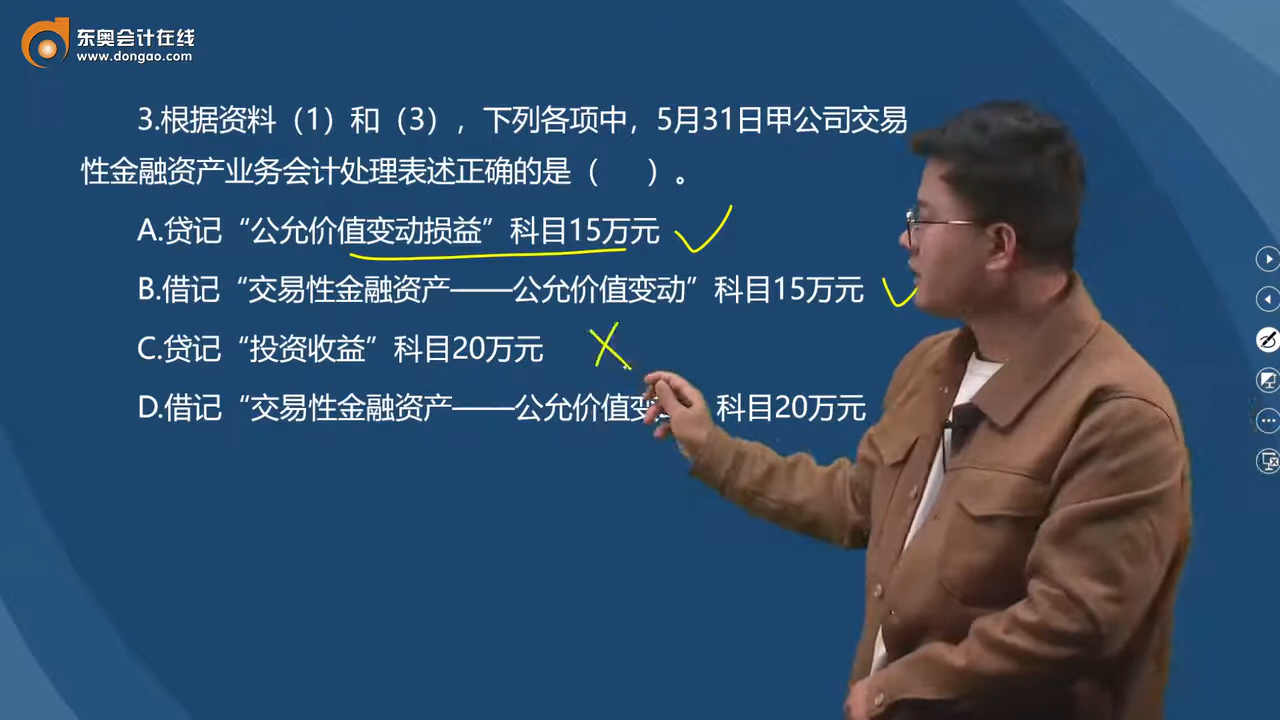 东奥会计在线
www.dongao.com
3.根据资料（1）和（3），下列各项中，5月31日甲公司交易
性金融资产业务会计处理表述正确的是（　）。
A.贷记“公允价值变动损益”科目15万元
B.借记“交易性金融资产——公允价值变动”科目15万元
C.贷记“投资收益”科目20万元
D.借记“交易性金融资产——公允价值变 科目20万元